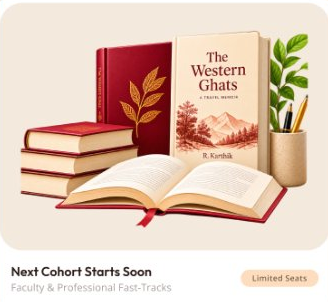 The
Western
Ghats
A TRAVEL MEMOIR
R. Karthik
Next Cohort Starts Soon
Faculty & Professional Fast-Tracks
Limited Seats